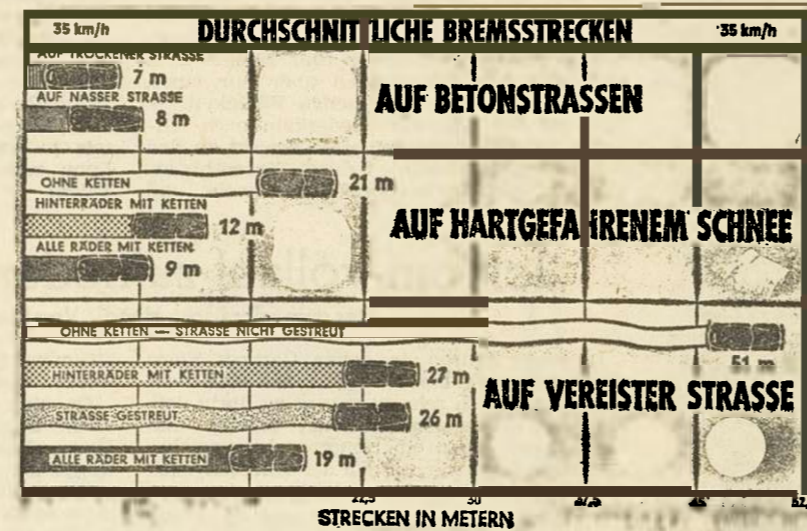 35 km/h DURCHSCHNITTLICHE BREMSSTRECKEN 35 km/h
AUF TROCKENER STRASSE
7 m
AUF NASSER STRASSE
8 m
AUF BETONSTRASSEN
OHNE KETTEN
21 m
HINTERRÄDER MIT KETTEN
12 m
ALLE RÄDER MIT KETTEN
9 m
AUF HARTGEFAHRENEM SCHNEE
OHNE KETTEN — STRASSE NICHT GESTREUT
51 m
HINTERRÄDER MIT KETTEN
27 m
STRASSE GESTREUT
26 m
ALLE RÄDER MIT KETTEN
19 m
AUF VEREISTER STRASSE
22,5
STRECKEN IN METERN